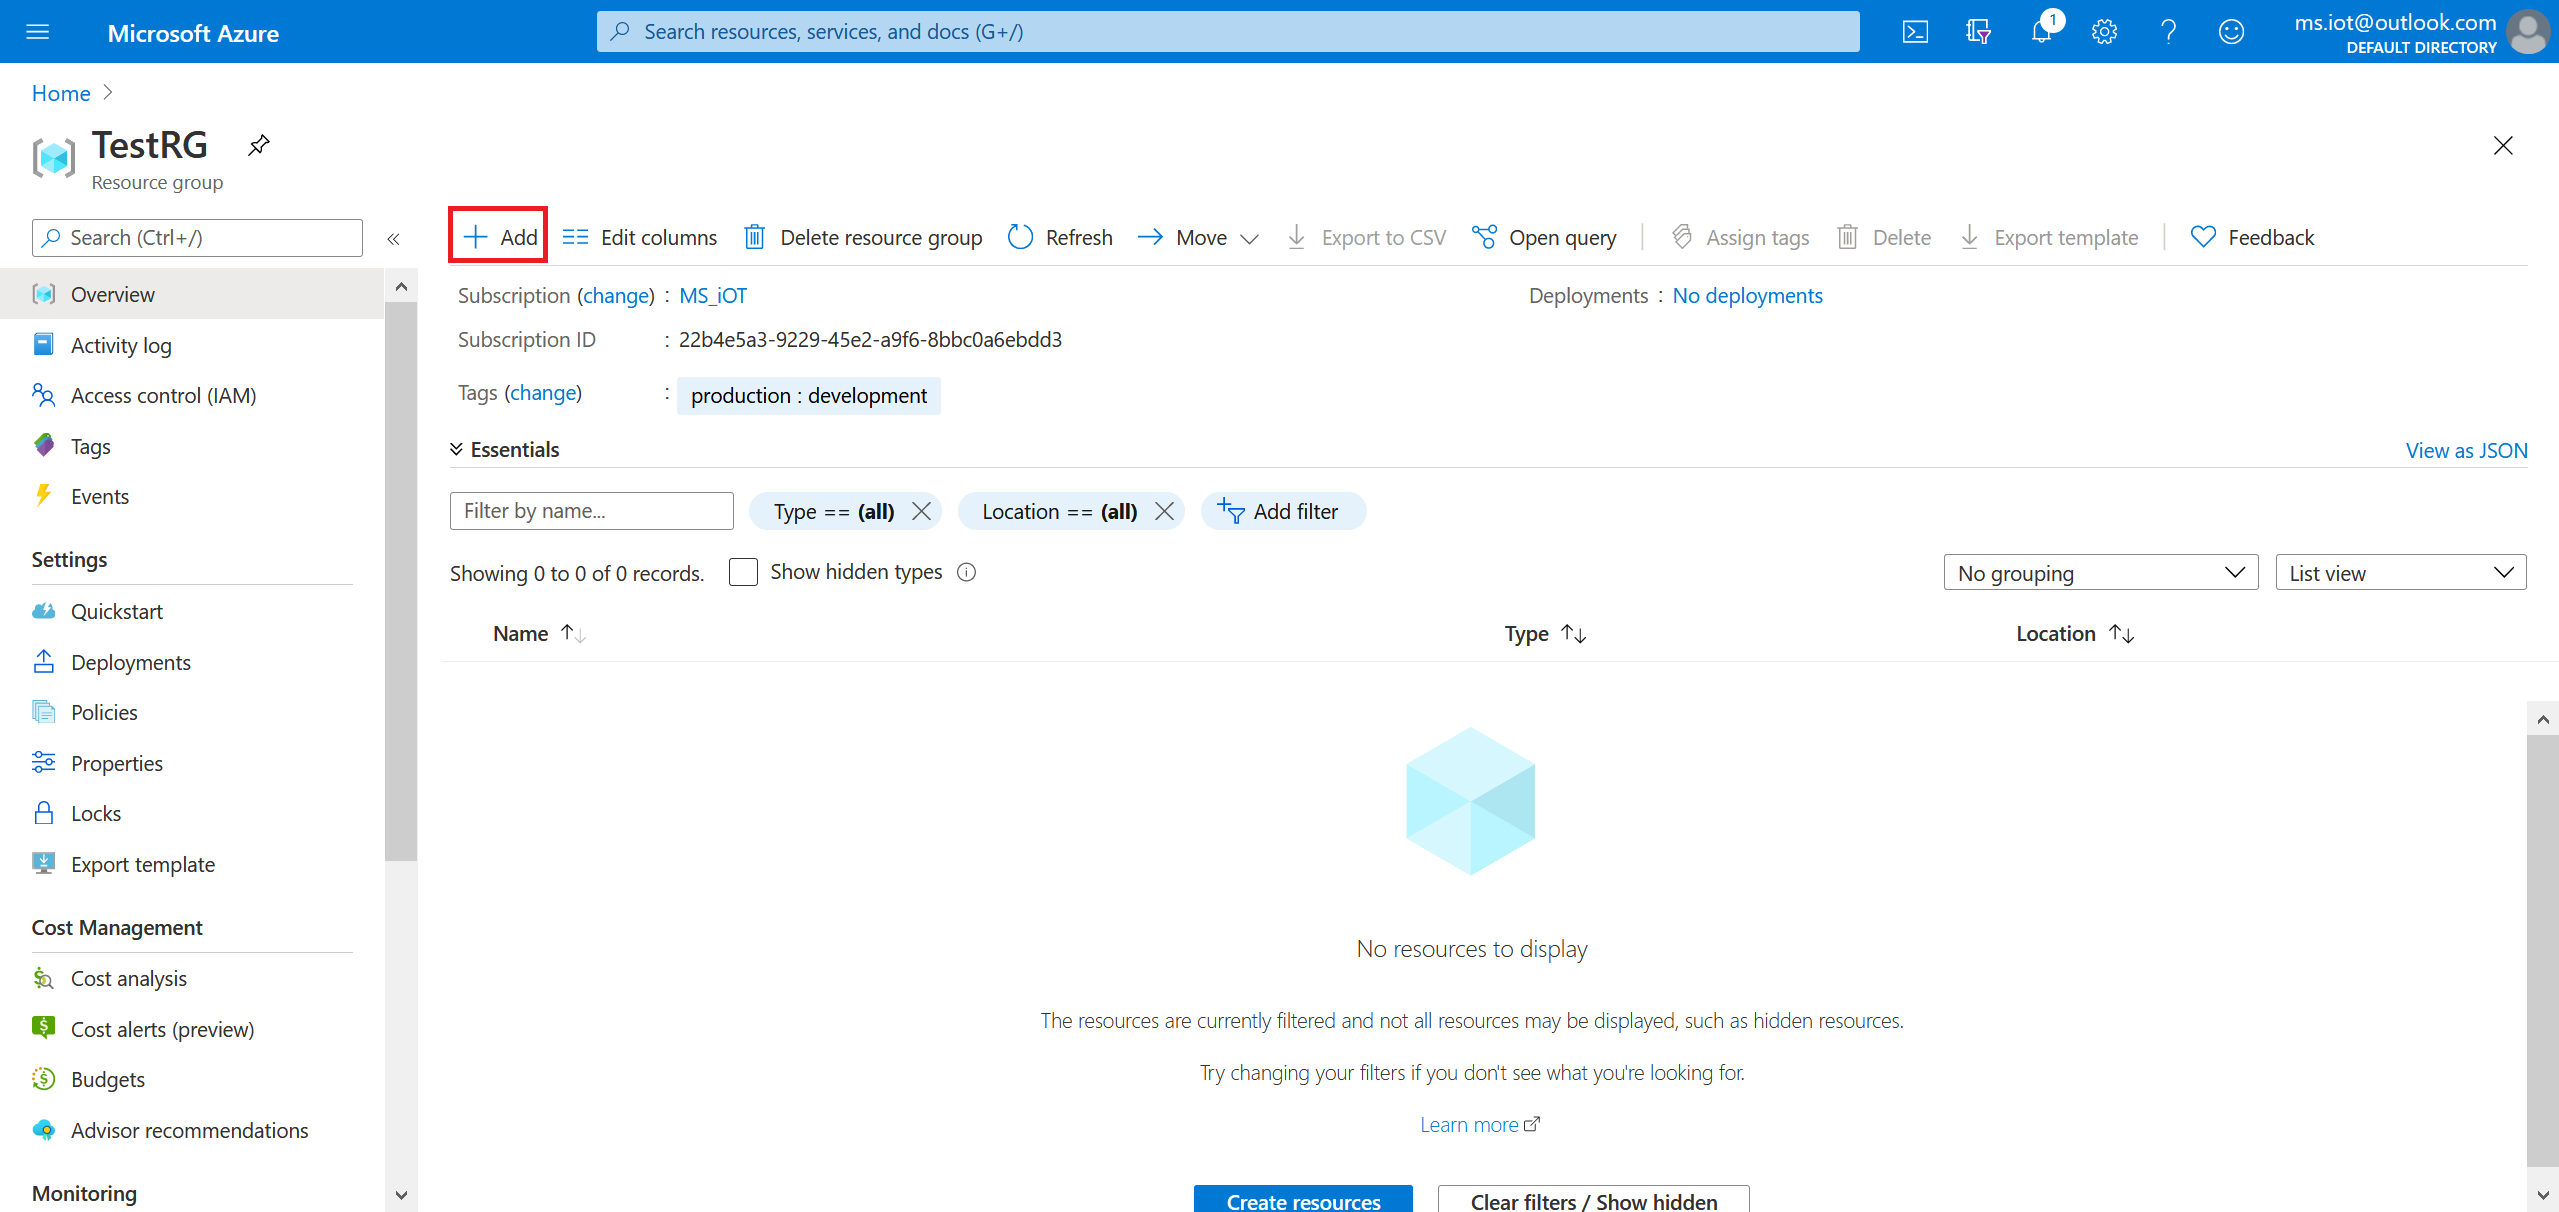 Microsoft Azure
Search resources, services, and docs (G+/)
1
ms.iot@outlook.com
DEFAULT DIRECTORY
Home
TestRG
Resource group
Search (Ctrl+/)
Add
Edit columns
Delete resource group
Refresh
Move
Export to CSV
Open query
Assign tags
Delete
Export template
Feedback
Overview
Activity log
Access control (IAM)
Tags
Events
Settings
Quickstart
Deployments
Policies
Properties
Locks
Export template
Cost Management
Cost analysis
Cost alerts (preview)
Budgets
Advisor recommendations
Monitoring
Subscription (change) : MS_iOT
Deployments : No deployments
Subscription ID : 22b4e5a3-9229-45e2-a9f6-8bbc0a6ebdd3
Tags (change) : production : development
Essentials
View as JSON
Filter by name...
Type == (all)
Location == (all)
Add filter
Showing 0 to 0 of 0 records.
Show hidden types
No grouping
List view
Name
Type
Location
No resources to display
The resources are currently filtered and not all resources may be displayed, such as hidden resources.
Try changing your filters if you don't see what you're looking for.
Learn more
Create resources
Clear filters / Show hidden